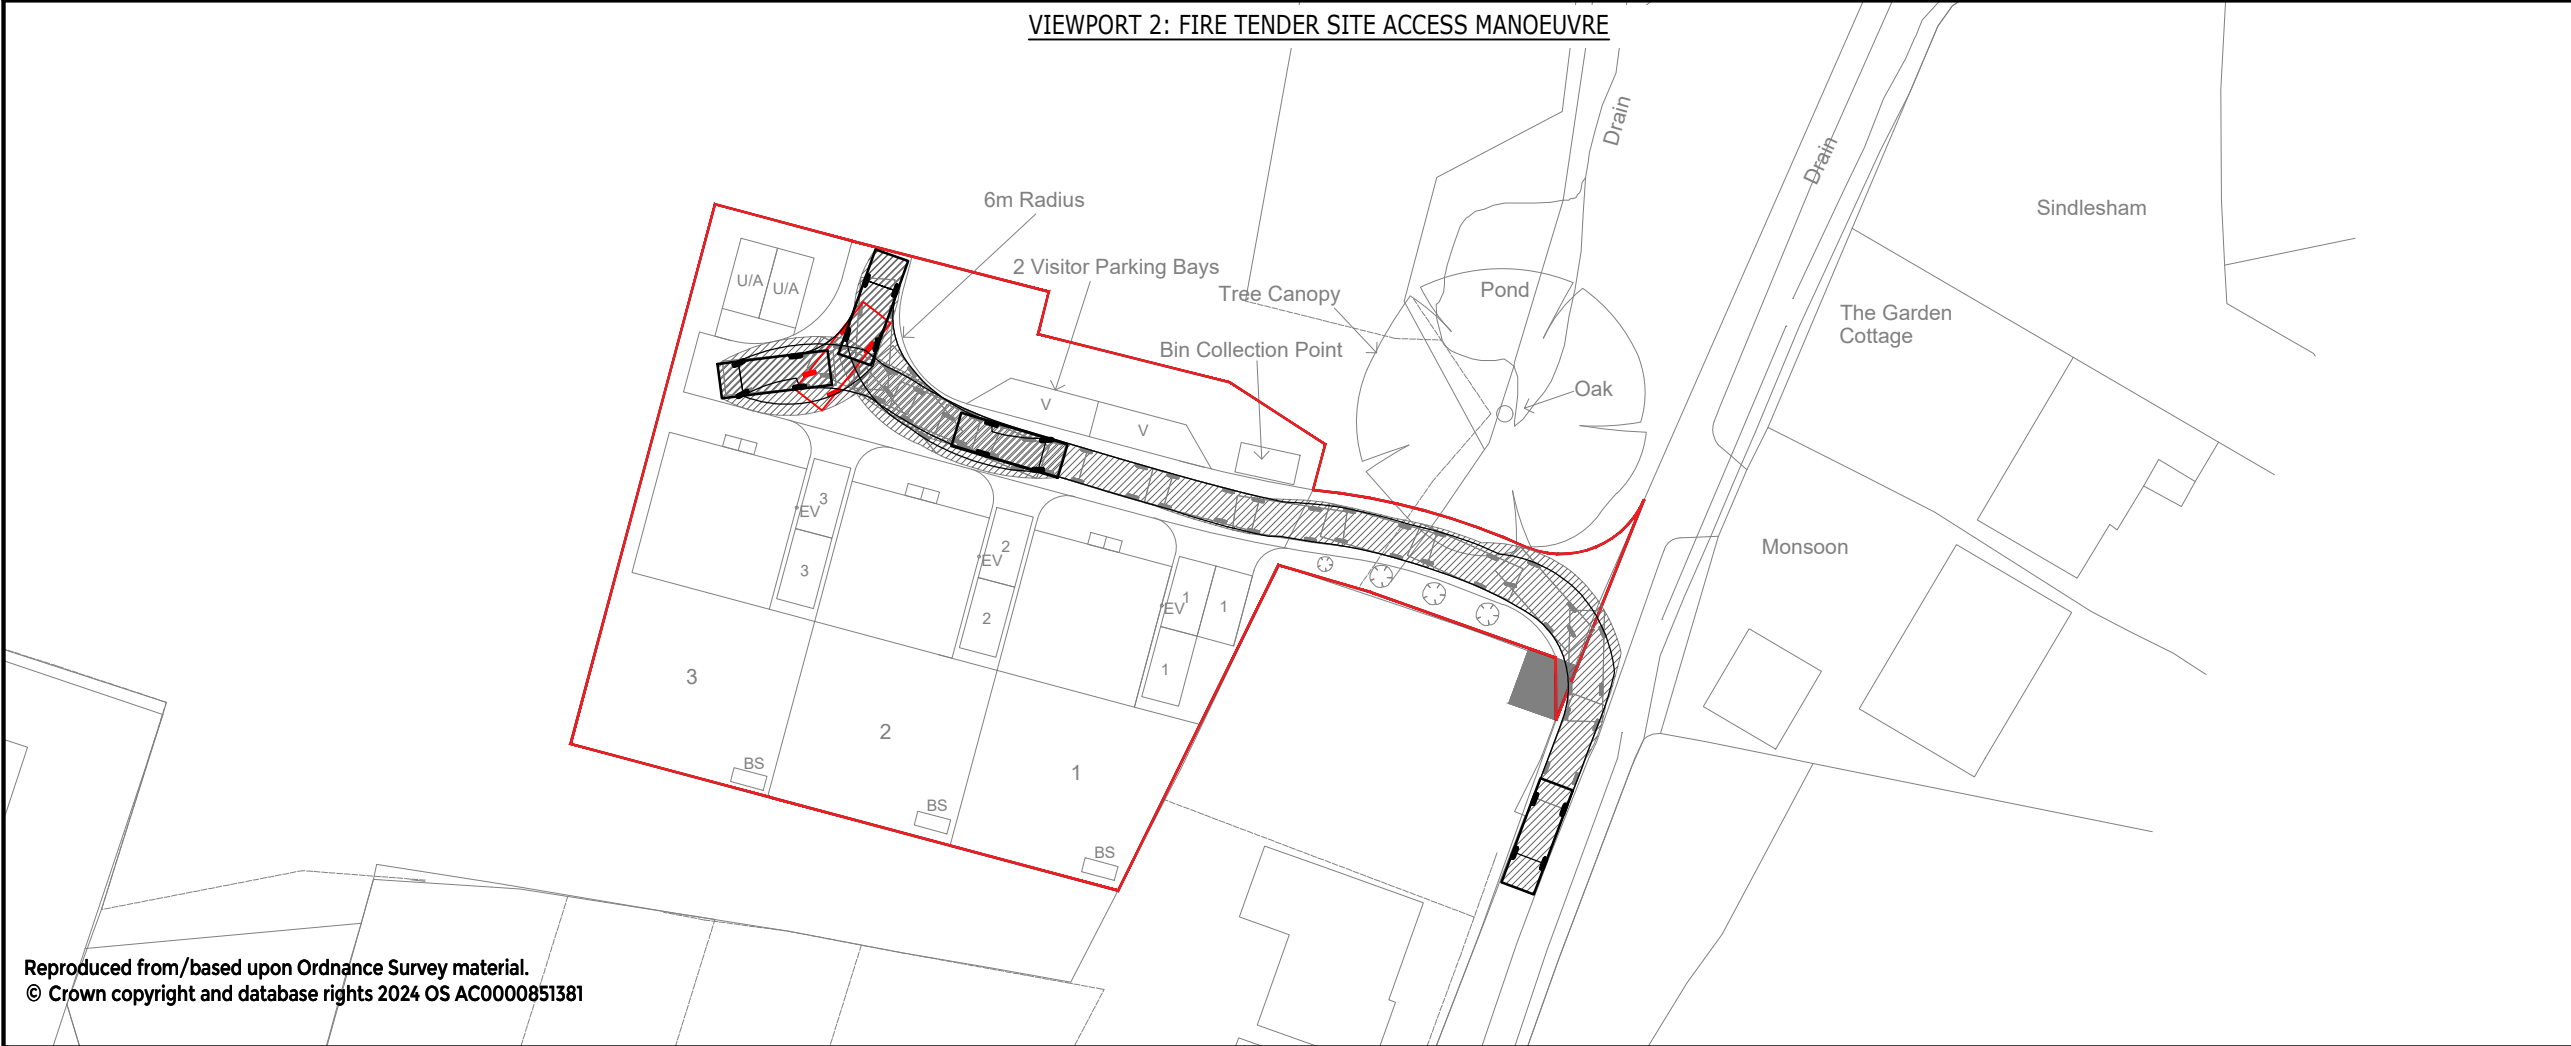 VIEWPORT 2: FIRE TENDER SITE ACCESS MANOEUVRE
Drain
Drain
6m Radius
Sindlesham
2 Visitor Parking Bays
U/A
U/A
Tree Canopy
Pond
The Garden
Cottage
Bin Collection Point
Oak
V
V
3
EV
3
2
EV
2
1
EV
1
1
Monsoon
3
2
1
BS
BS
BS
Reproduced from/based upon Ordnance Survey material.
© Crown copyright and database rights 2024 OS AC0000851381